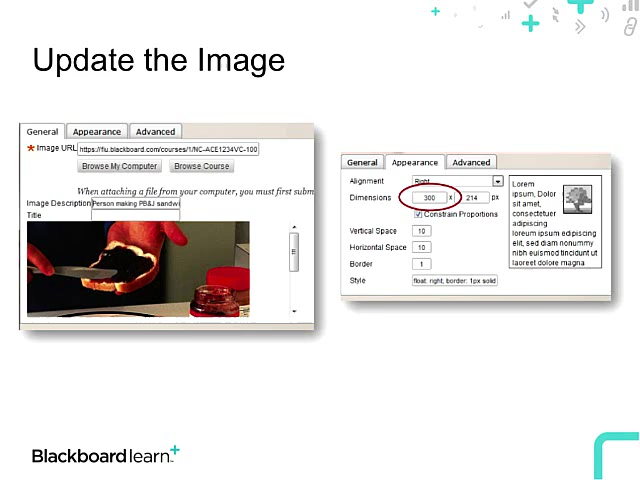 Update the Image
General Appearance Advanced
* Image URL https://fiu.blackboard.com/courses/1/NC-ACE1234VC-100
Browse My Computer Browse Course
When attaching a file from your computer, you must first subm
Image Description Person making PB&J sandwi
Title
General Appearance Advanced
Alignment Right
Dimensions 300 x 214 px
Constrain Proportions
Vertical Space 10
Horizontal Space 10
Border 1
Style float: right; border: 1px solid
Lorem
ipsum, Dolor
sit amet,
consectetuer
adipiscing
loreum ipsum edipiscing
elit, sed diam nonummy
nibh euismod tincidunt ut
laoreet dolore magna
Blackboard learn+